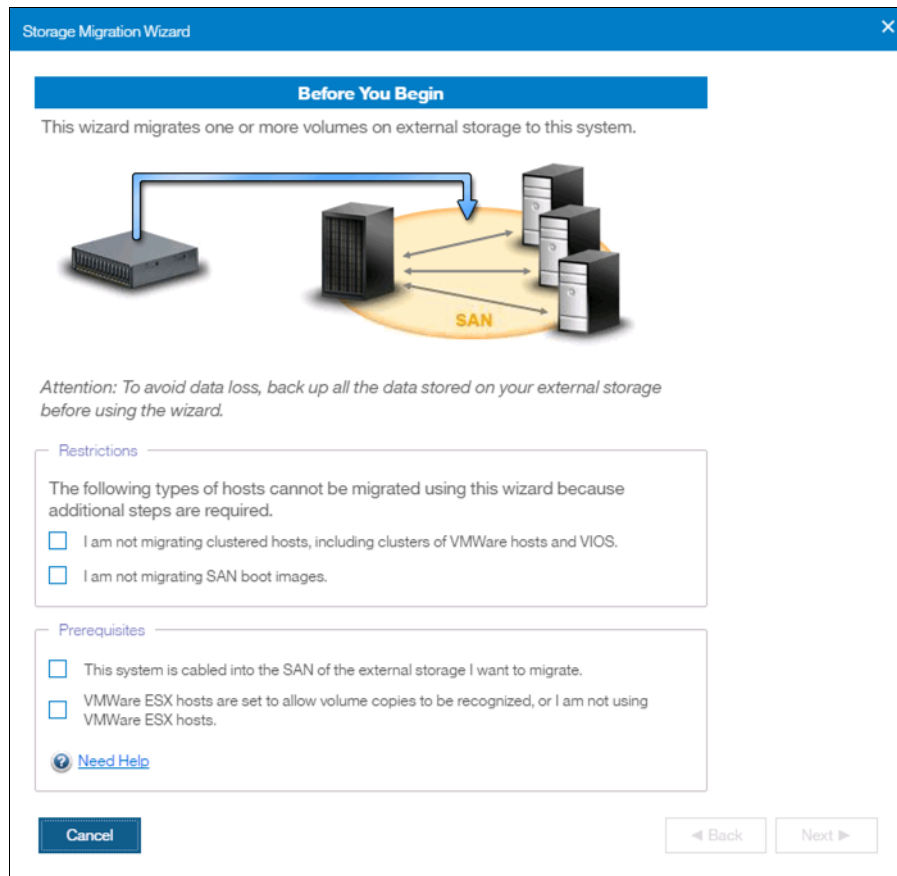 Storage Migration Wizard
Before You Begin
This wizard migrates one or more volumes on external storage to this system.
SAN
Attention: To avoid data loss, back up all the data stored on your external storage
before using the wizard.
Restrictions
The following types of hosts cannot be migrated using this wizard because
additional steps are required.
I am not migrating clustered hosts, including clusters of VMWare hosts and VIOS.
I am not migrating SAN boot images.
Prerequisites
This system is cabled into the SAN of the external storage I want to migrate.
VMWare ESX hosts are set to allow volume copies to be recognized, or I am not using
VMWare ESX hosts.
Need Help
Cancel
Back
Next